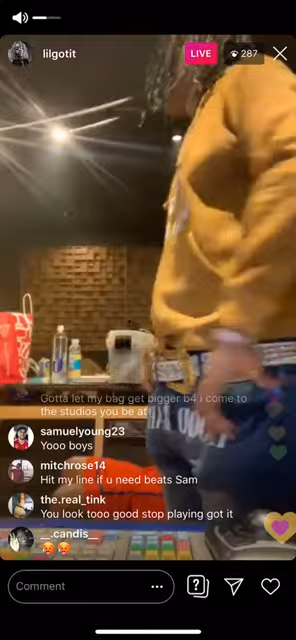 lilgotit
LIVE
287
Gotta let my bag get bigger b4 i come to
the studios you be at
samuelyoung23
Yooo boys
mitchrose14
Hit my line if u need beats Sam
the.real_tink
You look tooo good stop playing got it
__.candis__
🥵🥵
Comment